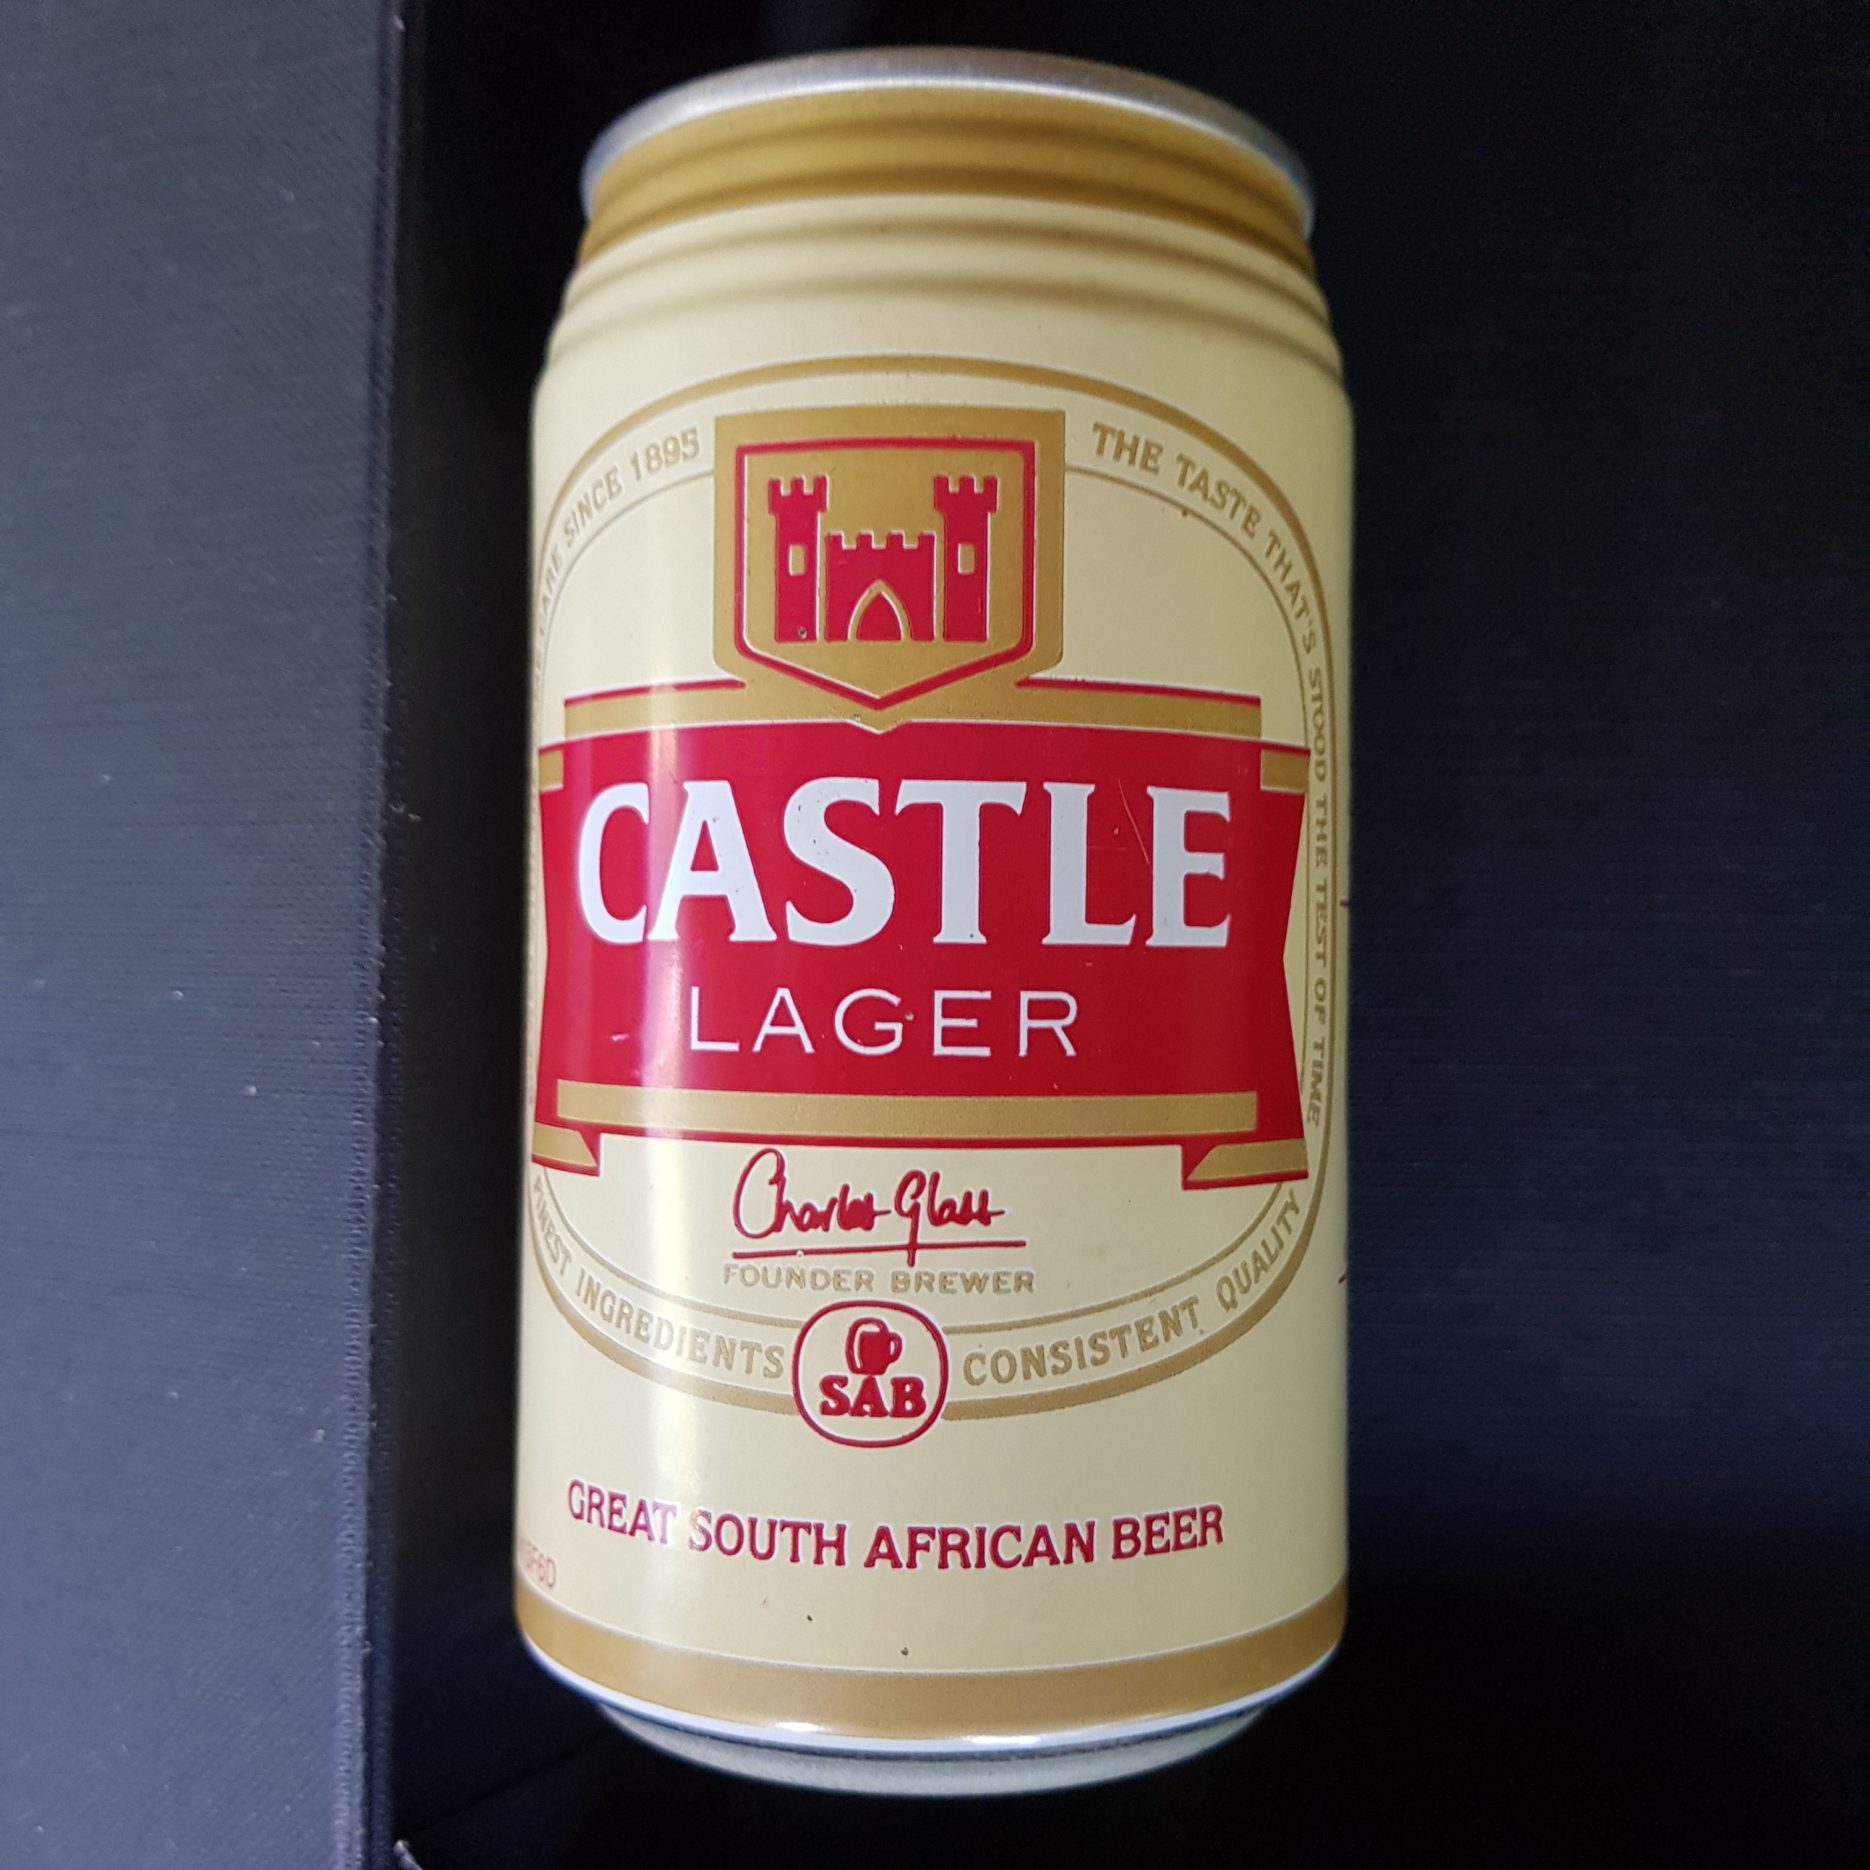 CARE SINCE 1895
THE TASTE THAT'S STOOD THE TEST OF TIME
CASTLE
LAGER
Charles Glass
FOUNDER BREWER
FINEST INGREDIENTS
CONSISTENT QUALITY
SAB
GREAT SOUTH AFRICAN BEER